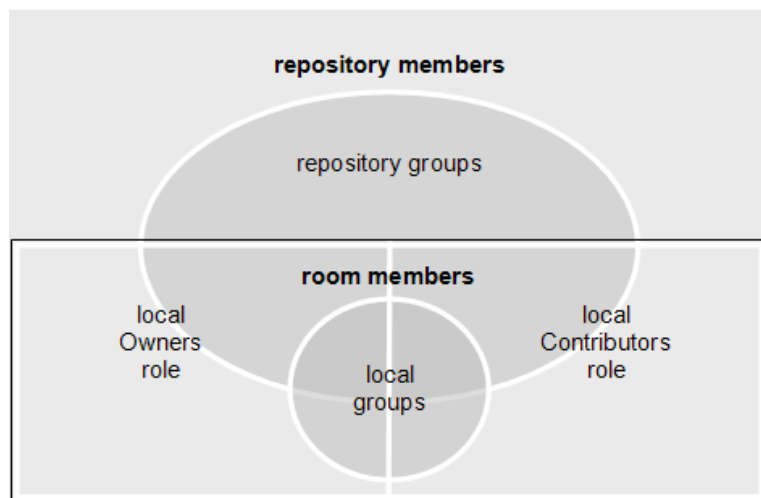 repository members
repository groups
room members
local
Owners
role
local
Contributors
role
local
groups